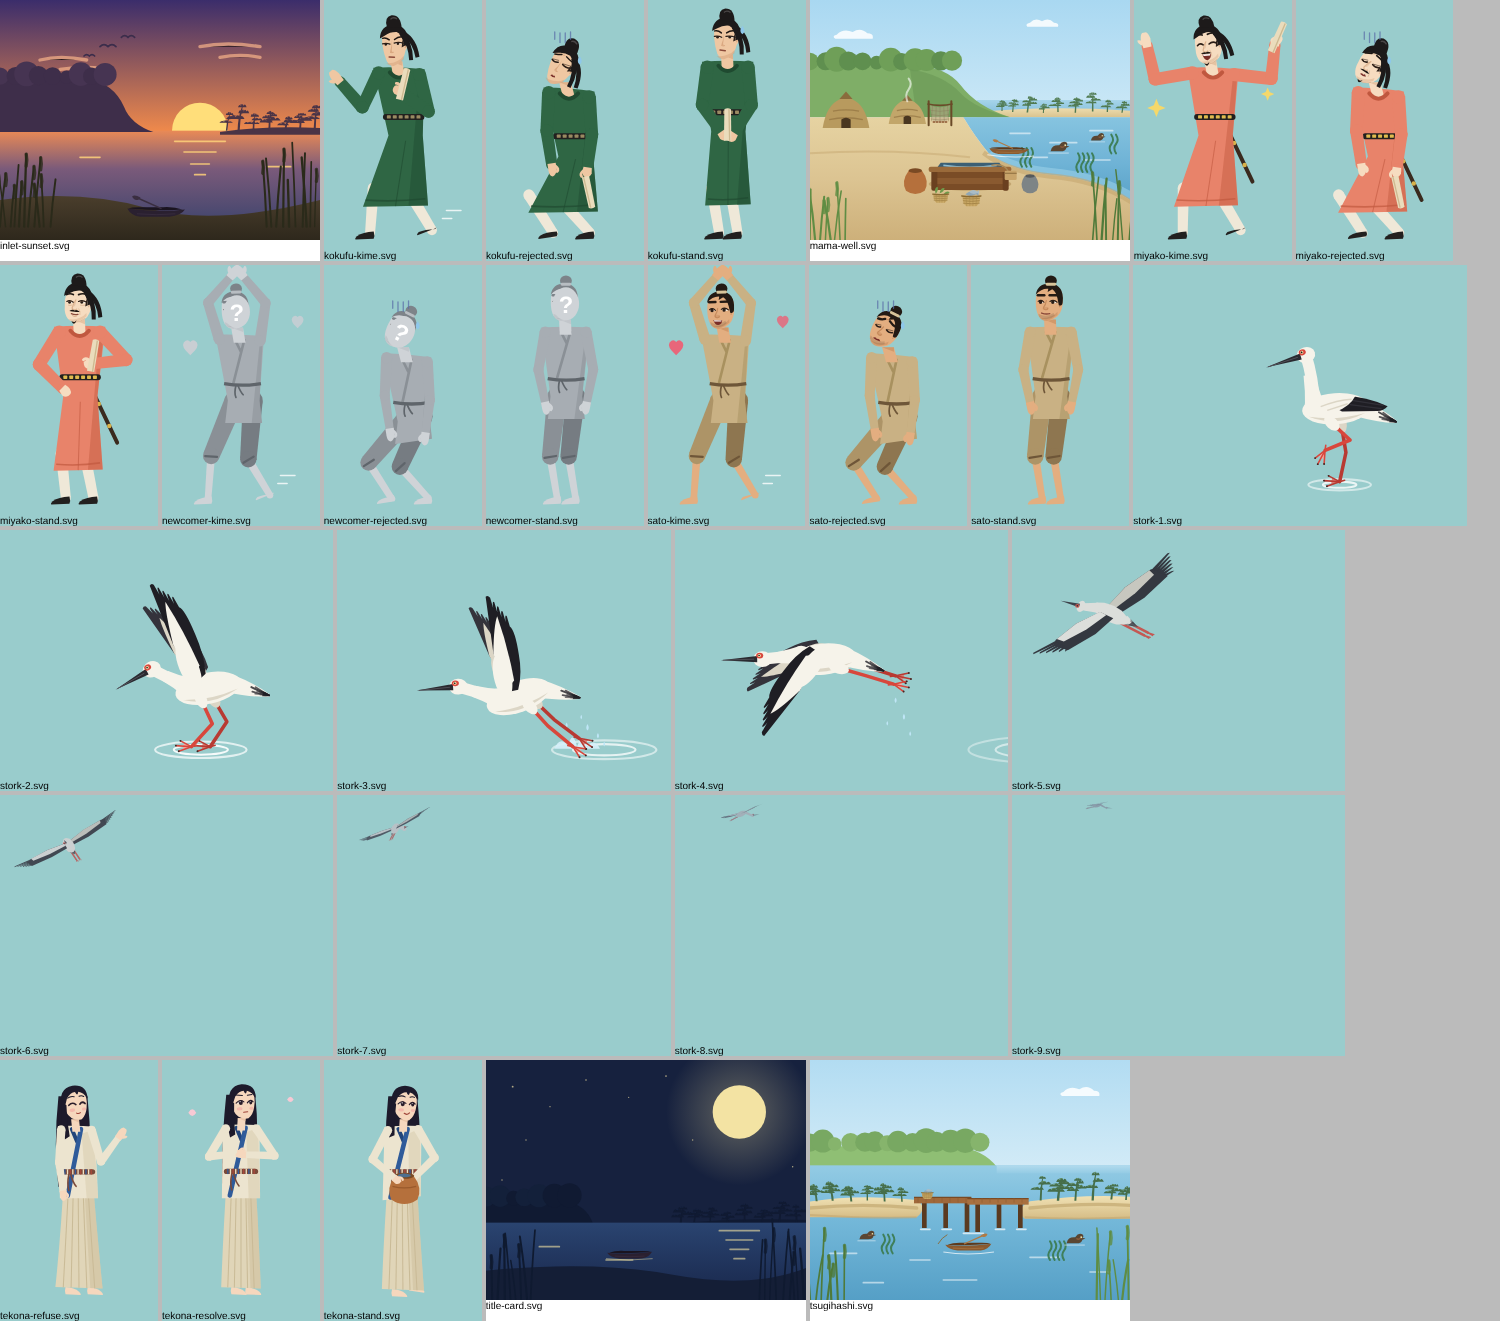 inlet-sunset.svg
kokufu-kime.svg
kokufu-rejected.svg
kokufu-stand.svg
mama-well.svg
miyako-kime.svg
miyako-rejected.svg
miyako-stand.svg
?
newcomer-kime.svg
?
newcomer-rejected.svg
?
newcomer-stand.svg
sato-kime.svg
sato-rejected.svg
sato-stand.svg
stork-1.svg
stork-2.svg
stork-3.svg
stork-4.svg
stork-5.svg
stork-6.svg
stork-7.svg
stork-8.svg
stork-9.svg
tekona-refuse.svg
tekona-resolve.svg
tekona-stand.svg
title-card.svg
tsugihashi.svg